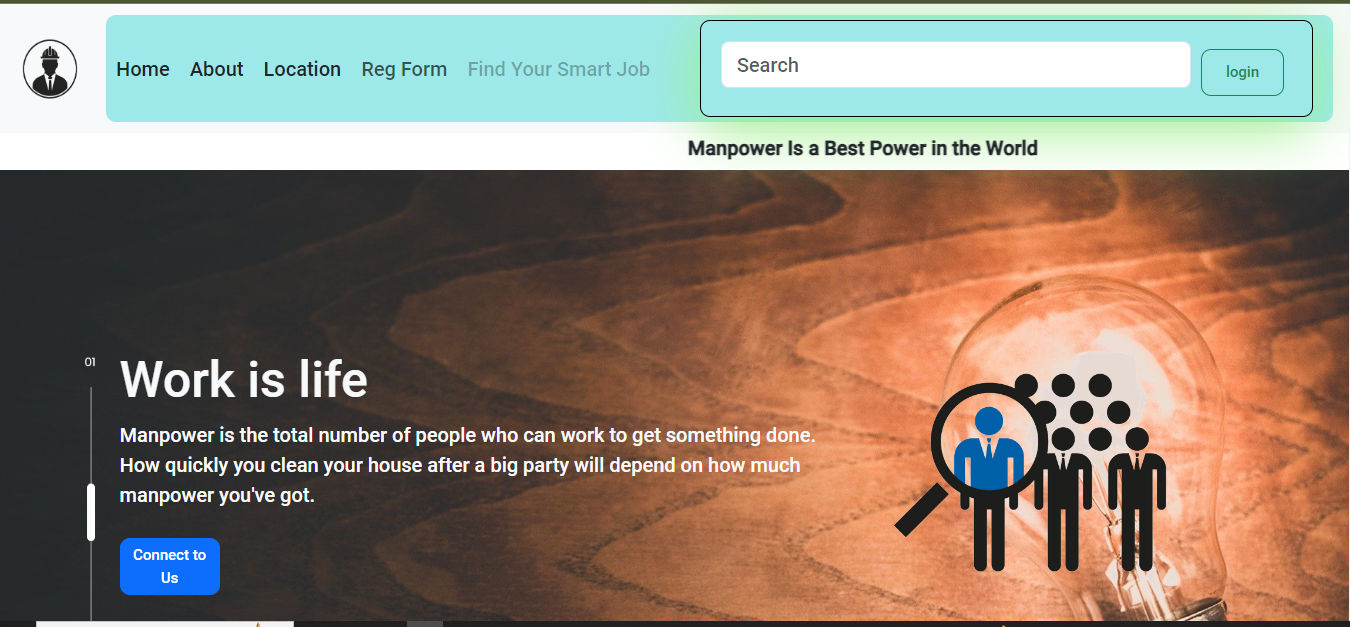 Home About Location Reg Form Find Your Smart Job Search login
Manpower Is a Best Power in the World
01
Work is life
Manpower is the total number of people who can work to get something done.
How quickly you clean your house after a big party will depend on how much
manpower you've got.
Connect to
Us